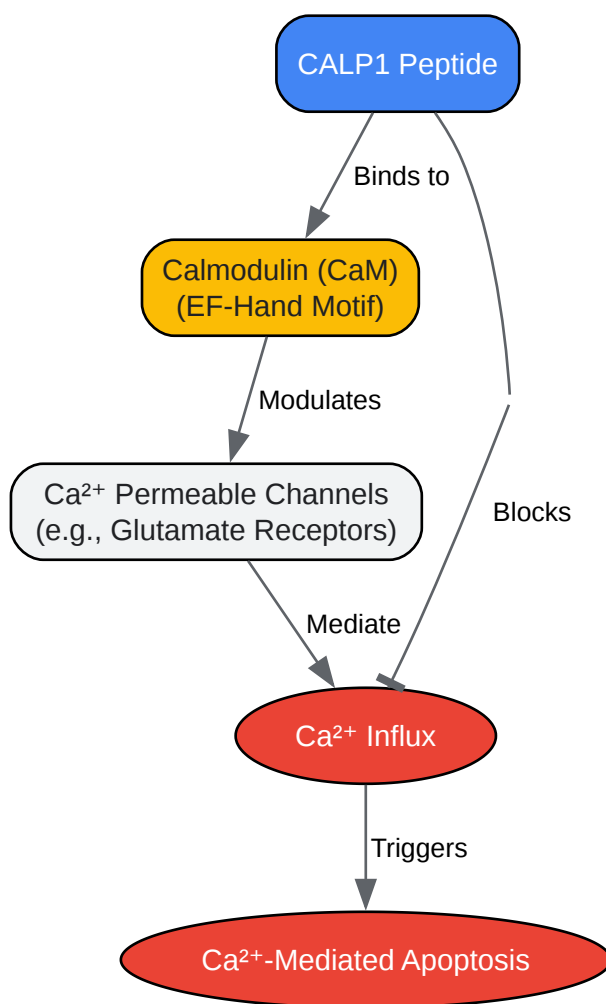 CALP1 Peptide
Binds to
Calmodulin (CaM)
(EF-Hand Motif)
Modulates
Ca²⁺ Permeable Channels
(e.g., Glutamate Receptors)
Blocks
Mediate
Ca²⁺ Influx
Triggers
Ca²⁺-Mediated Apoptosis